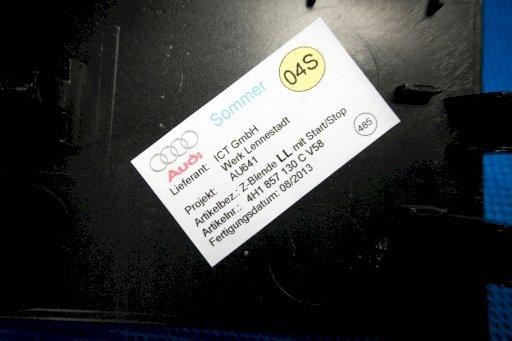 Sommer 04S
Audi
Lieferant: ICT GmbH
Werk Lennestadt
Projekt: AU641
Artikelbez.: Z-Blende LL mit Start/Stop
Artikelnr.: 4H1 857 130 C V58
Fertigungsdatum: 08/2013
485